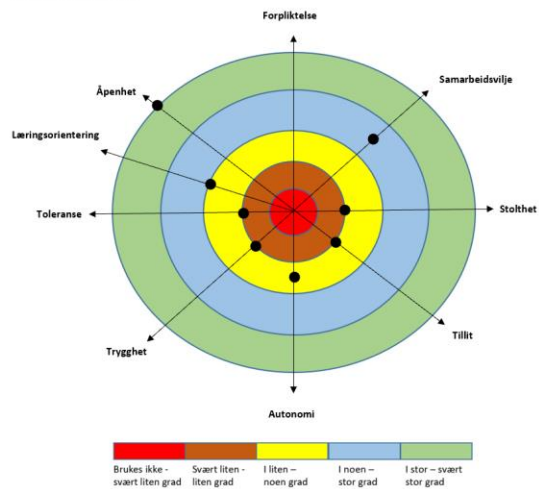 Forpliktelse
Samarbeidsvilje
Åpenhet
Læringsorientering
Toleranse
Stolthet
Trygghet
Tillit
Autonomi
Brukes ikke -
svært liten grad
Svært liten -
liten grad
I liten –
noen grad
I noen –
stor grad
I stor – svært
stor grad